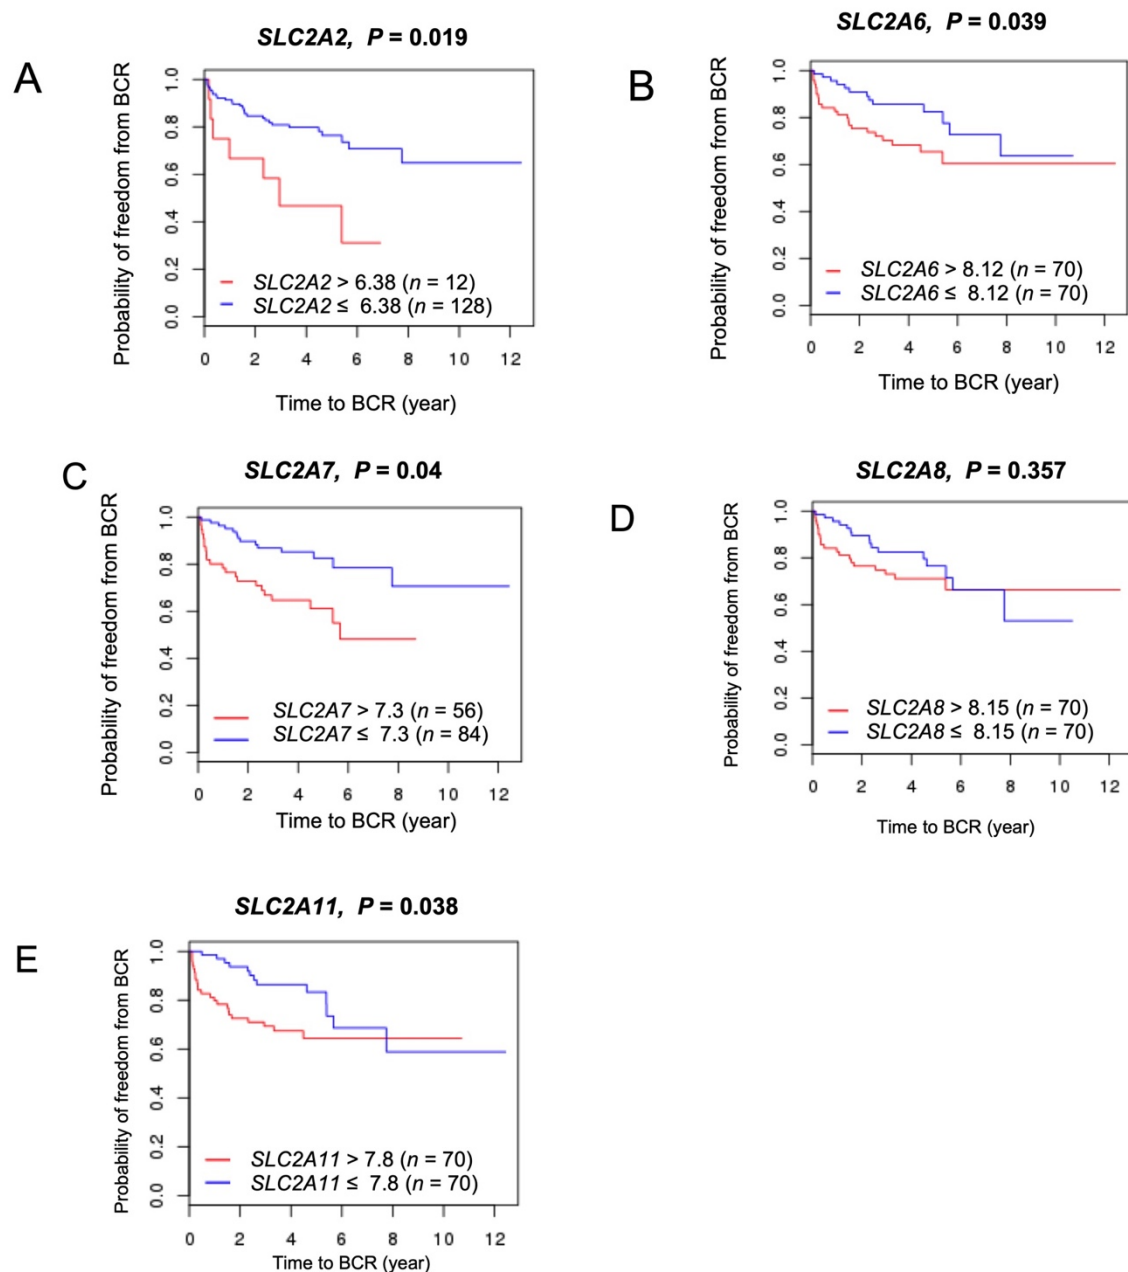 SLC2A2, P = 0.019
A
Probability of freedom from BCR
1.0
0.8
0.6
0.4
0.2
0.0
SLC2A2 > 6.38 (n = 12)
SLC2A2 ≤ 6.38 (n = 128)
0 2 4 6 8 10 12
Time to BCR (year)
SLC2A6, P = 0.039
B
Probability of freedom from BCR
1.0
0.8
0.6
0.4
0.2
0.0
SLC2A6 > 8.12 (n = 70)
SLC2A6 ≤ 8.12 (n = 70)
0 2 4 6 8 10 12
Time to BCR (year)
SLC2A7, P = 0.04
C
Probability of freedom from BCR
1.0
0.8
0.6
0.4
0.2
0.0
SLC2A7 > 7.3 (n = 56)
SLC2A7 ≤ 7.3 (n = 84)
0 2 4 6 8 10 12
Time to BCR (year)
SLC2A8, P = 0.357
D
Probability of freedom from BCR
1.0
0.8
0.6
0.4
0.2
0.0
SLC2A8 > 8.15 (n = 70)
SLC2A8 ≤ 8.15 (n = 70)
0 2 4 6 8 10 12
Time to BCR (year)
SLC2A11, P = 0.038
E
Probability of freedom from BCR
1.0
0.8
0.6
0.4
0.2
0.0
SLC2A11 > 7.8 (n = 70)
SLC2A11 ≤ 7.8 (n = 70)
0 2 4 6 8 10 12
Time to BCR (year)